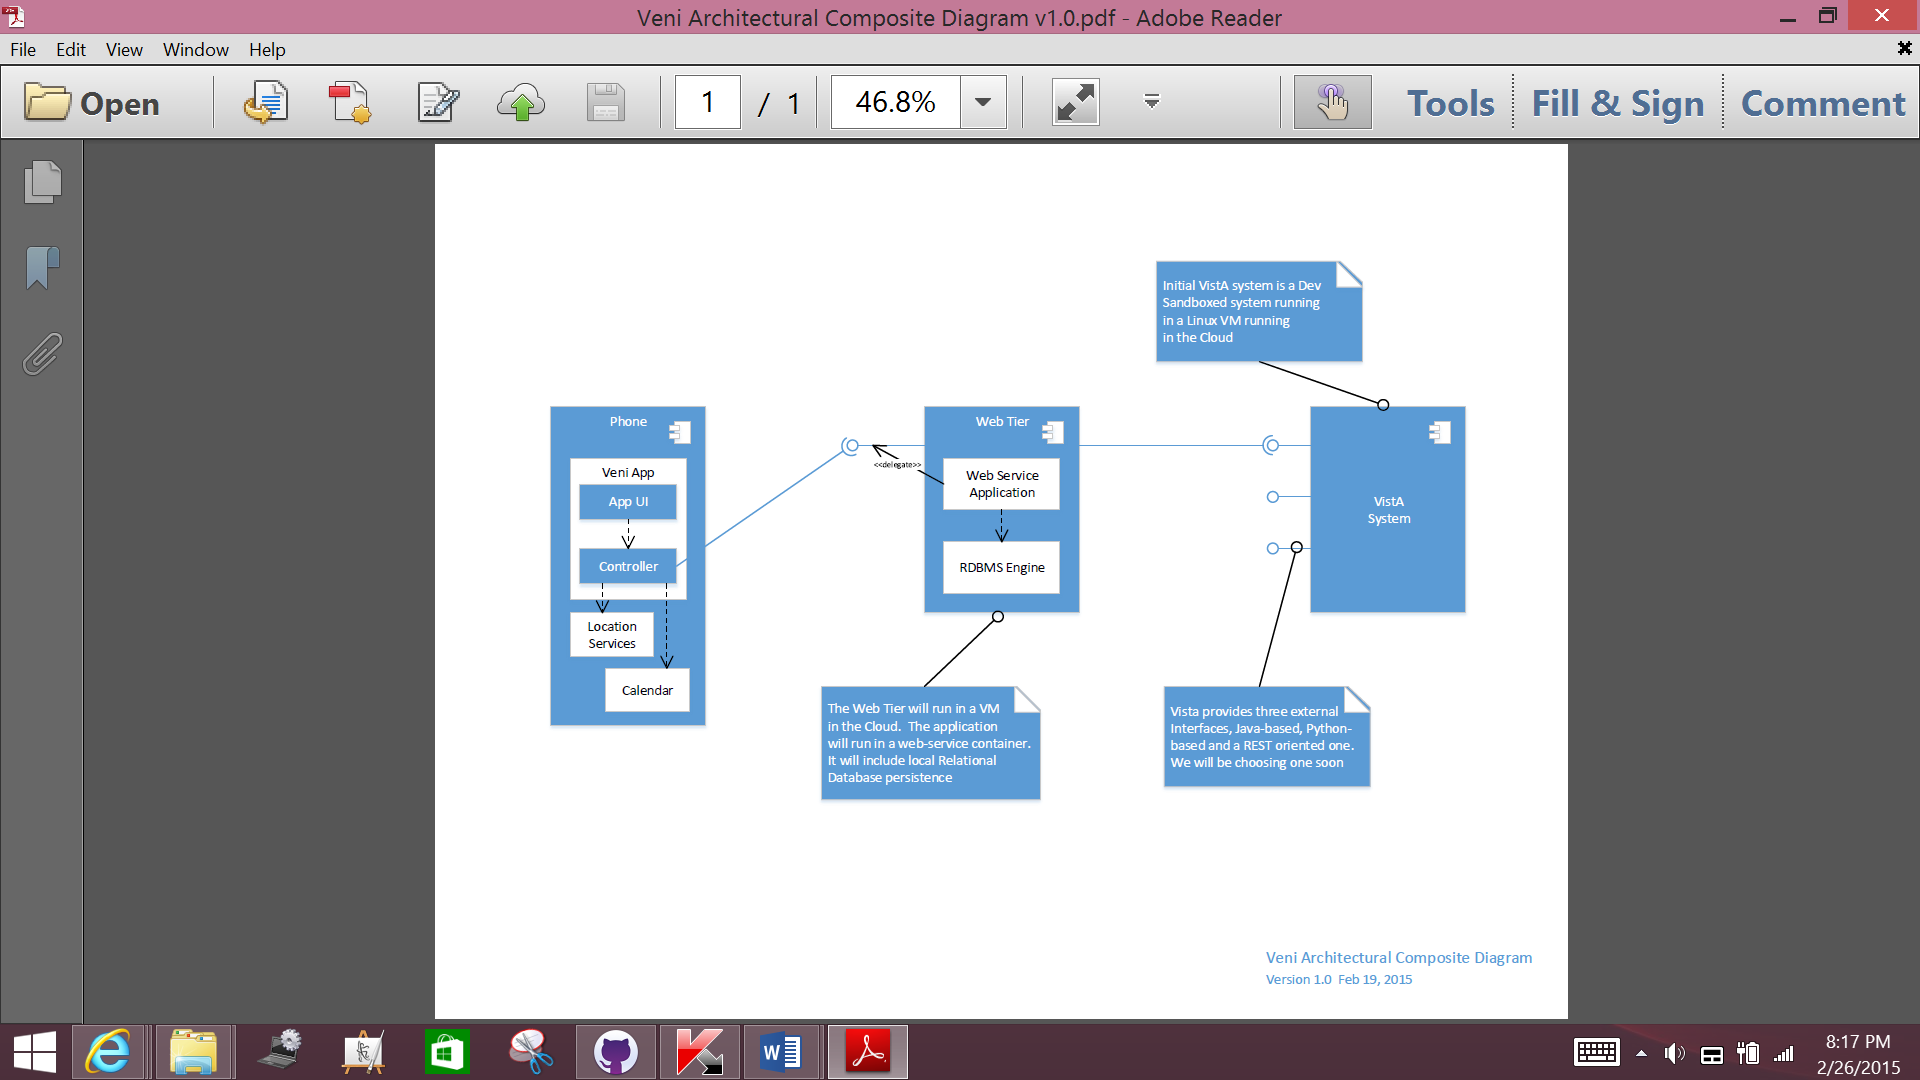 Veni Architectural Composite Diagram v1.0.pdf - Adobe Reader
File Edit View Window Help
Open 1 / 1 46.8% Tools Fill & Sign Comment
Initial VistA system is a Dev
Sandboxed system running
in a Linux VM running
in the Cloud
Phone
Veni App
App UI
Controller
Location
Services
Calendar
<<delegate>>
Web Tier
Web Service
Application
RDBMS Engine
VistA
System
The Web Tier will run in a VM
in the Cloud.  The application
will run in a web-service container.
It will include local Relational
Database persistence
Vista provides three external
Interfaces, Java-based, Python-
based and a REST oriented one.
We will be choosing one soon
Veni Architectural Composite Diagram
Version 1.0  Feb 19, 2015
8:17 PM
2/26/2015